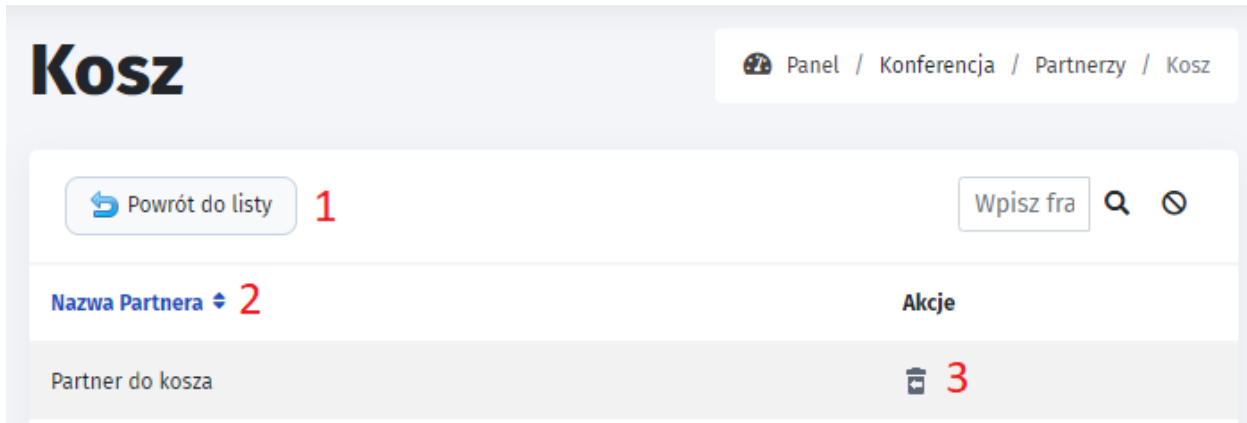 Kosz
Panel / Konferencja / Partnerzy / Kosz
Powrót do listy 1
Wpisz fra
Nazwa Partnera 2 Akcje
Partner do kosza 3